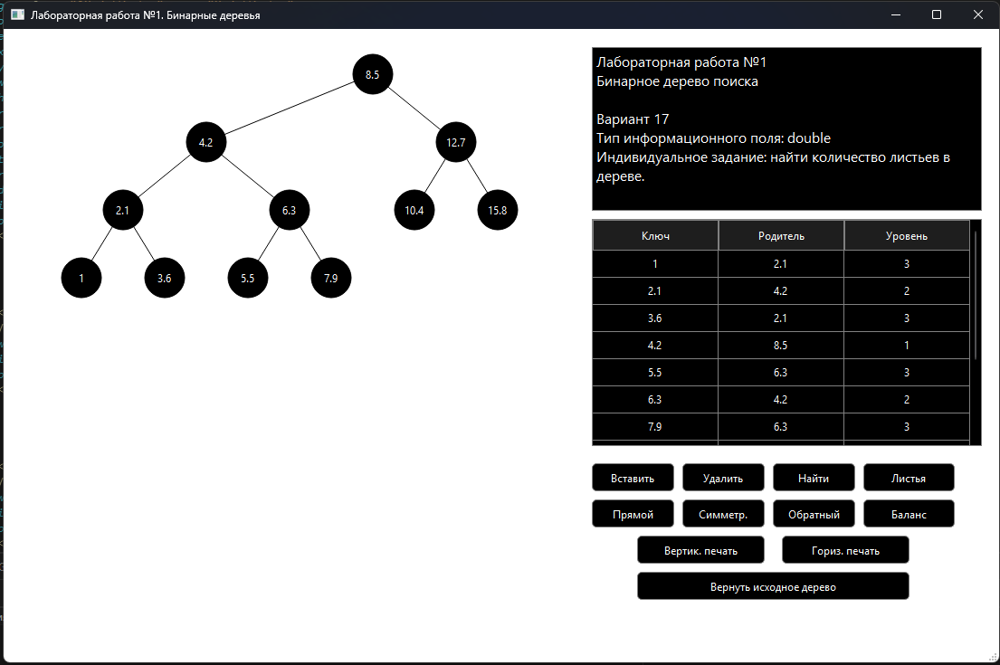 Лабораторная работа №1. Бинарные деревья
8.5
4.2
12.7
2.1
6.3
10.4
15.8
1
3.6
5.5
7.9
Лабораторная работа №1
Бинарное дерево поиска
Вариант 17
Тип информационного поля: double
Индивидуальное задание: найти количество листьев в
дереве.
Ключ Родитель Уровень
1 2.1 3
2.1 4.2 2
3.6 2.1 3
4.2 8.5 1
5.5 6.3 3
6.3 4.2 2
7.9 6.3 3
Вставить Удалить Найти Листья
Прямой Симметр. Обратный Баланс
Вертик. печать Гориз. печать
Вернуть исходное дерево